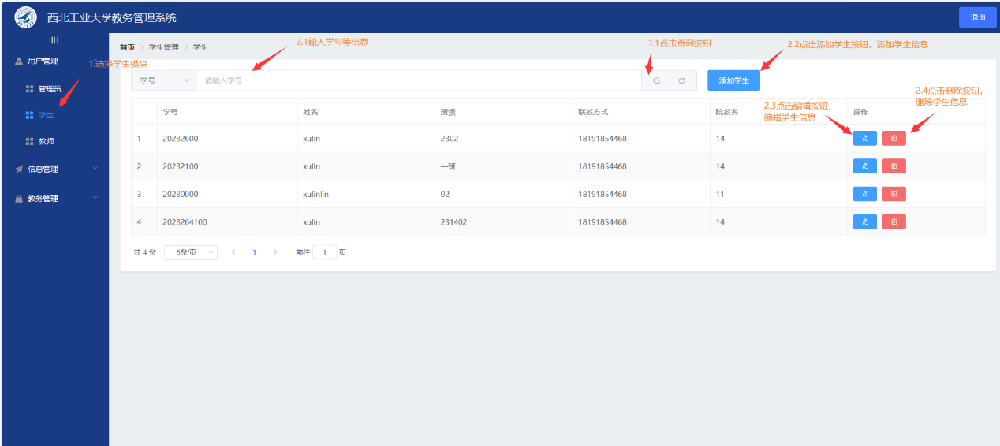 西北工业大学教务管理系统
退出
首页 > 学生管理 > 学生
2.1输入学号等信息
3.1点击查询按钮
2.2点击添加学生按钮，添加学生信息
用户管理
1.选择学生模块
管理员
学生
教师
信息管理
教务管理
学号 请输入学号
添加学生
2.4点击删除按钮，
删除学生信息
2.3点击编辑按钮，
编辑学生信息
学号 姓名 班级 联系方式 院系名 操作
1 20232600 xulin 2302 18191854468 14
2 20232100 xulin 一班 18191854468 14
3 20230000 xulinlin 02 18191854468 11
4 2023264100 xulin 231402 18191854468 14
共 4 条 5条/页 < 1 > 前往 1 页